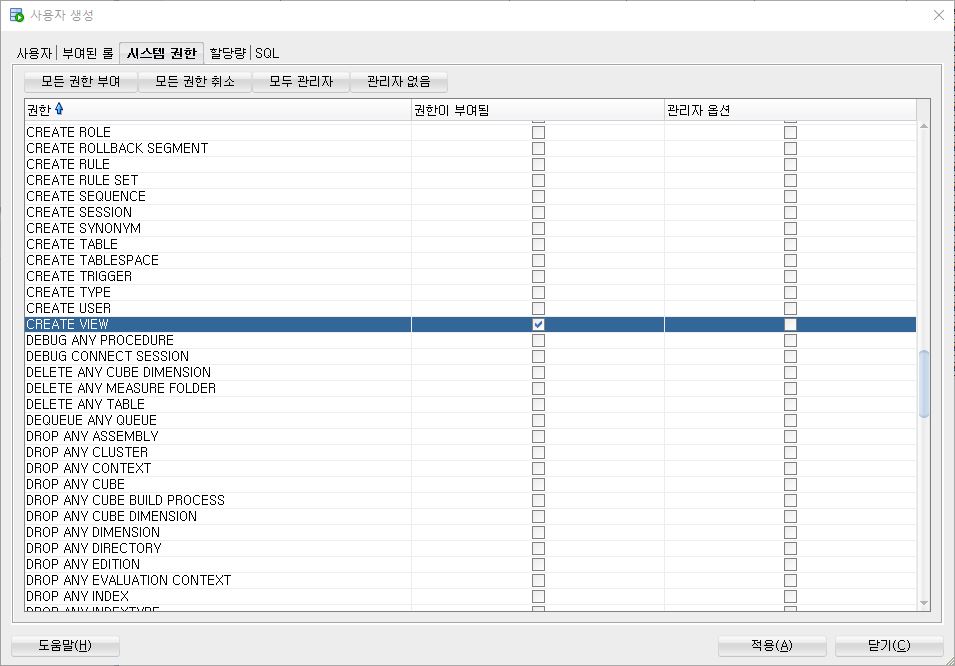 사용자 생성
사용자 부여된 롤 시스템 권한 할당량 SQL
모든 권한 부여 모든 권한 취소 모두 관리자 관리자 없음
권한 권한이 부여됨 관리자 옵션
CREATE ROLE
CREATE ROLLBACK SEGMENT
CREATE RULE
CREATE RULE SET
CREATE SEQUENCE
CREATE SESSION
CREATE SYNONYM
CREATE TABLE
CREATE TABLESPACE
CREATE TRIGGER
CREATE TYPE
CREATE USER
CREATE VIEW
DEBUG ANY PROCEDURE
DEBUG CONNECT SESSION
DELETE ANY CUBE DIMENSION
DELETE ANY MEASURE FOLDER
DELETE ANY TABLE
DEQUEUE ANY QUEUE
DROP ANY ASSEMBLY
DROP ANY CLUSTER
DROP ANY CONTEXT
DROP ANY CUBE
DROP ANY CUBE BUILD PROCESS
DROP ANY CUBE DIMENSION
DROP ANY DIMENSION
DROP ANY DIRECTORY
DROP ANY EDITION
DROP ANY EVALUATION CONTEXT
DROP ANY INDEX
DROP ANY INDEXTYPE
도움말(H) 적용(A) 닫기(C)